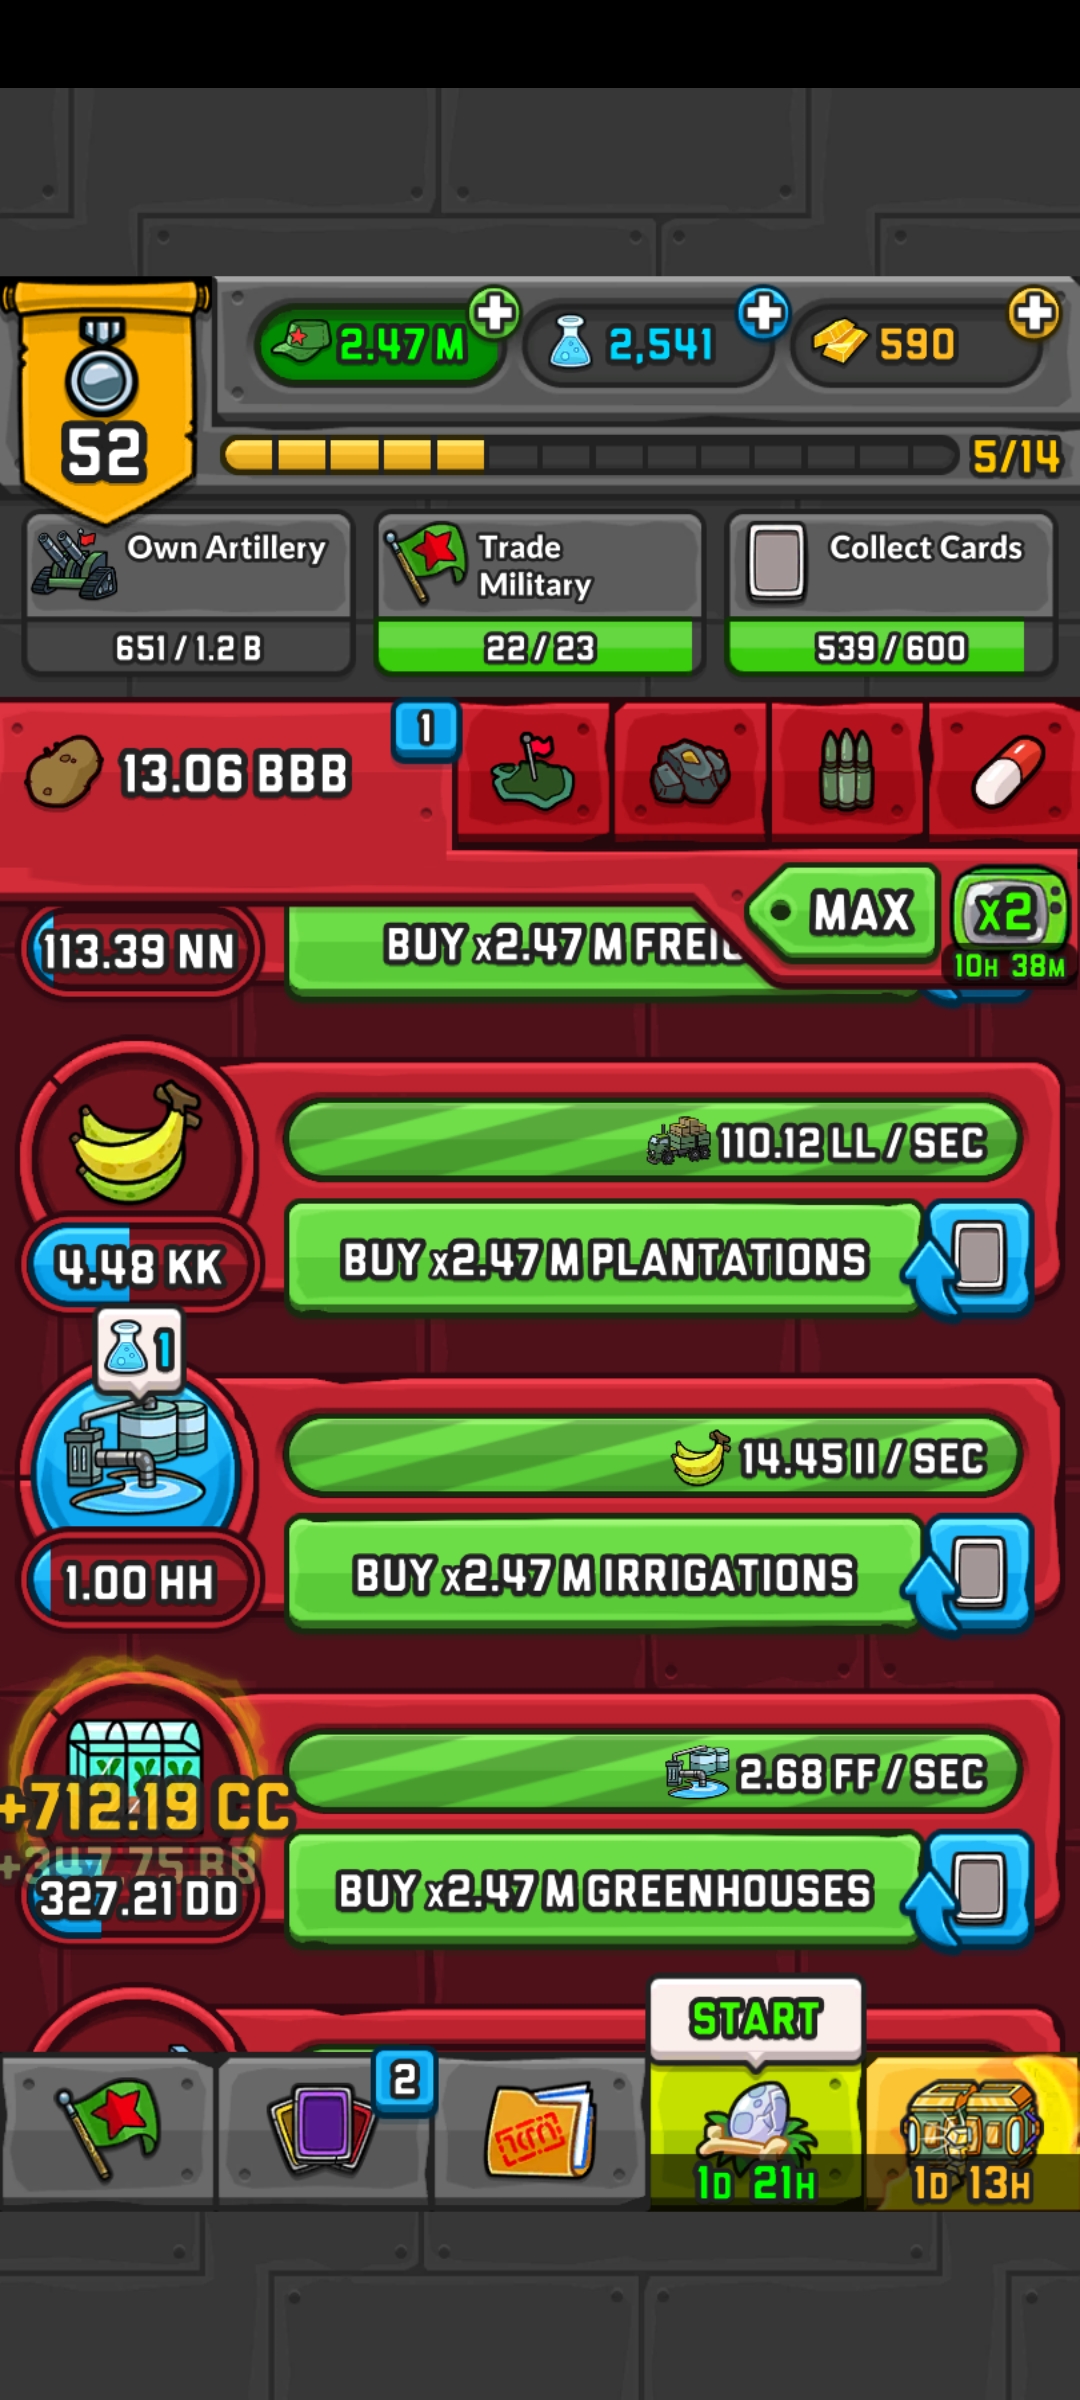 2.47 M
2,541
590
52
5/14
Own Artillery
651 / 1.2 B
Trade
Military
22 / 23
Collect Cards
539 / 600
13.06 BBB
1
MAX
x2
10H 38M
113.39 NN
BUY x2.47 M
110.12 LL / SEC
4.48 KK
BUY x2.47 M PLANTATIONS
1
14.45 II / SEC
1.00 HH
BUY x2.47 M IRRIGATIONS
2.68 FF / SEC
+712.19 CC
+347.75 BB
327.21 DD
BUY x2.47 M GREENHOUSES
START
2
1D 21H
1D 13H